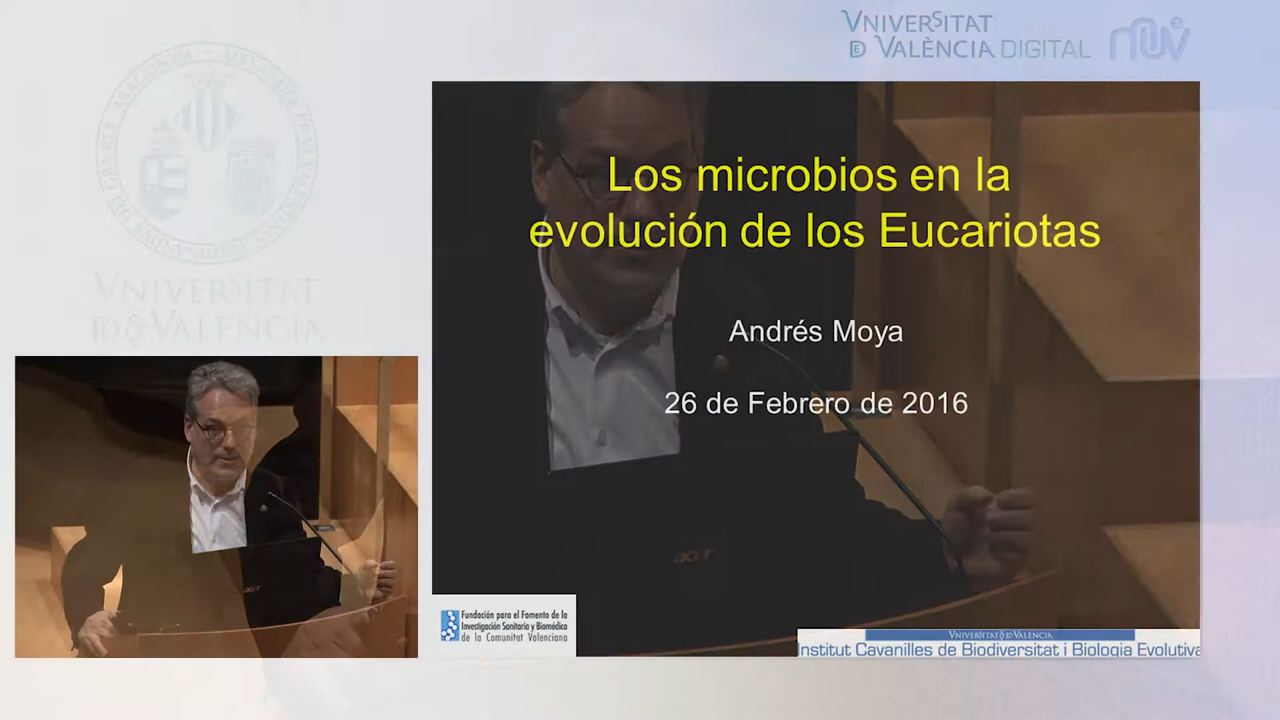 VNIVERSITAT
DE VALÈNCIA DIGITAL
VNIVERSITAT
VALÈNCIA
Los microbios en la
evolución de los Eucariotas
Andrés Moya
26 de Febrero de 2016
acer
acer
Fundación para el Fomento de la
Investigación Sanitaria y Biomédica
de la Comunitat Valenciana
VNIVERSITAT DE VALÈNCIA
Institut Cavanilles de Biodiversitat i Biologia Evolutiva